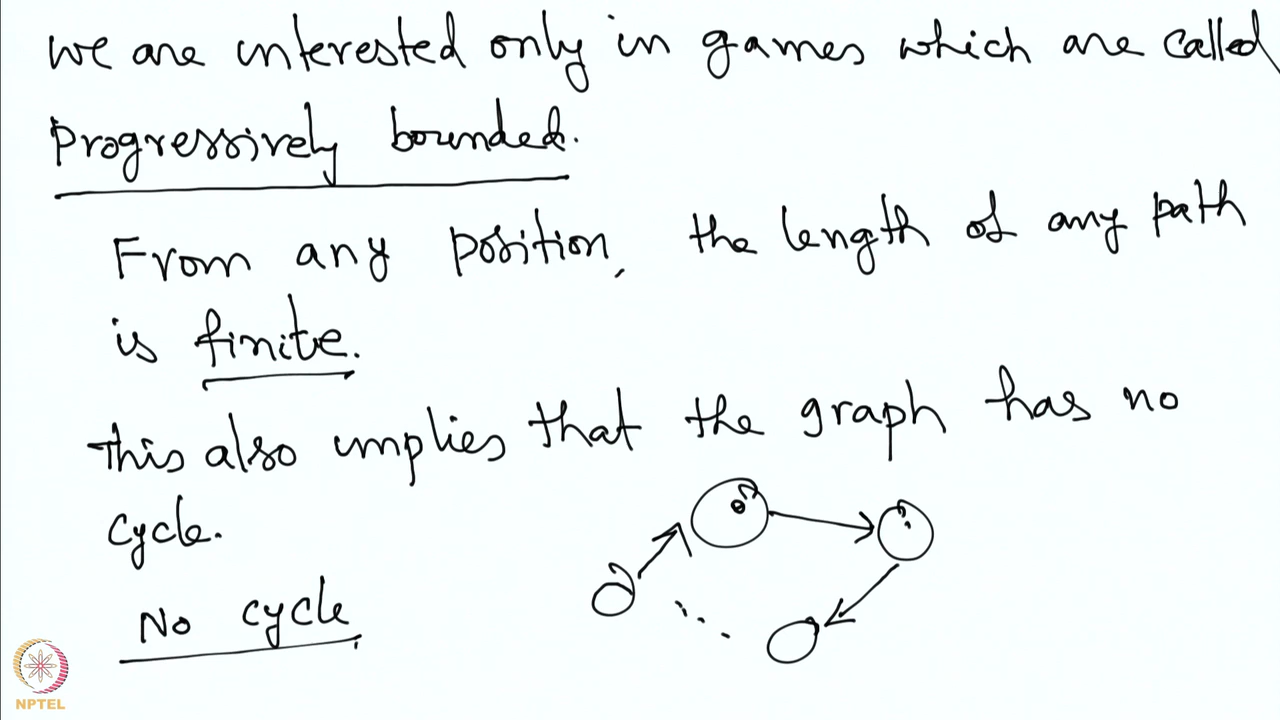 We are interested only in games which are called
Progressively bounded.
From any position, the length of any path
is finite.
This also implies that the graph has no
cycle.
No cycle
NPTEL